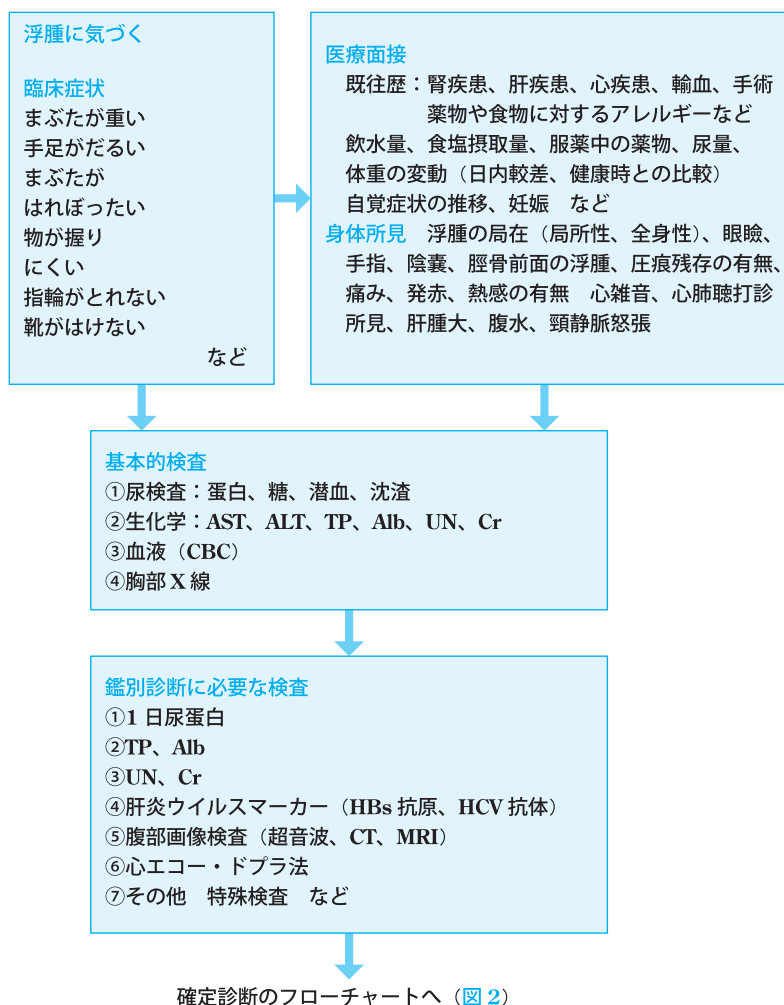 浮腫に気づく
臨床症状
まぶたが重い
手足がだるい
まぶたが
はれぼったい
物が握り
にくい
指輪がとれない
靴がはけない
など
医療面接
既往歴：腎疾患、肝疾患、心疾患、輸血、手術
薬物や食物に対するアレルギーなど
飲水量、食塩摂取量、服薬中の薬物、尿量、
体重の変動（日内較差、健康時との比較）
自覚症状の推移、妊娠　など
身体所見　浮腫の局在（局所性、全身性）、眼瞼、
手指、陰嚢、脛骨前面の浮腫、圧痕残存の有無、
痛み、発赤、熱感の有無　心雑音、心肺聴打診
所見、肝腫大、腹水、頸静脈怒張
基本的検査
①尿検査：蛋白、糖、潜血、沈渣
②生化学：AST、ALT、TP、Alb、UN、Cr
③血液（CBC）
④胸部 X 線
鑑別診断に必要な検査
①1 日尿蛋白
②TP、Alb
③UN、Cr
④肝炎ウイルスマーカー（HBs 抗原、HCV 抗体）
⑤腹部画像検査（超音波、CT、MRI）
⑥心エコー・ドプラ法
⑦その他　特殊検査　など
確定診断のフローチャートへ（図 2）